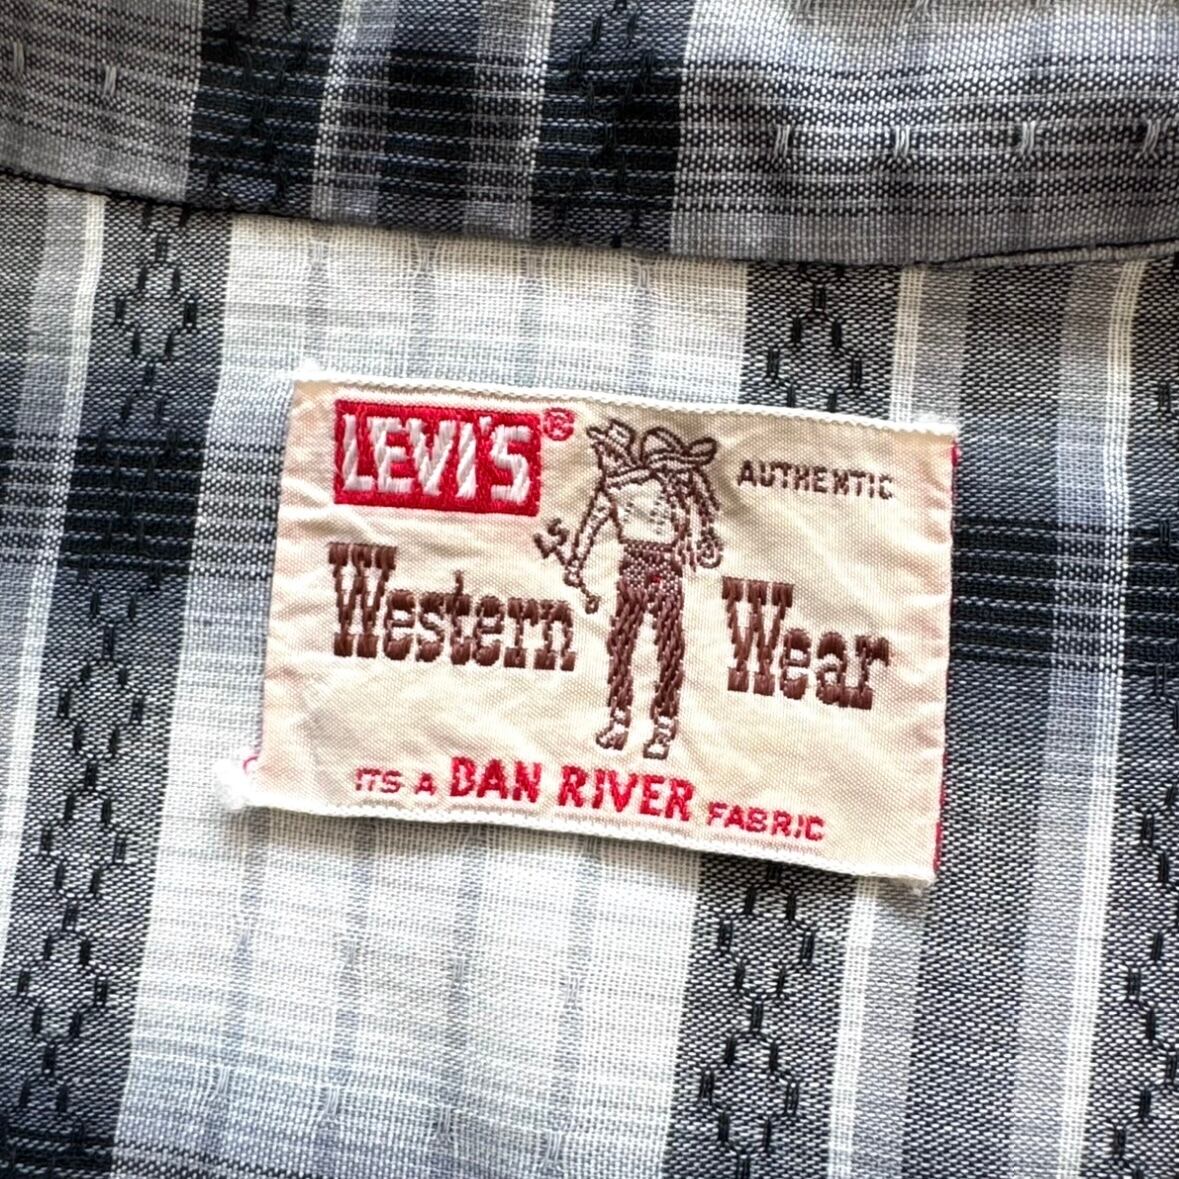 LEVI'S®
AUTHENTIC
Western Wear
ITS A DAN RIVER FABRIC